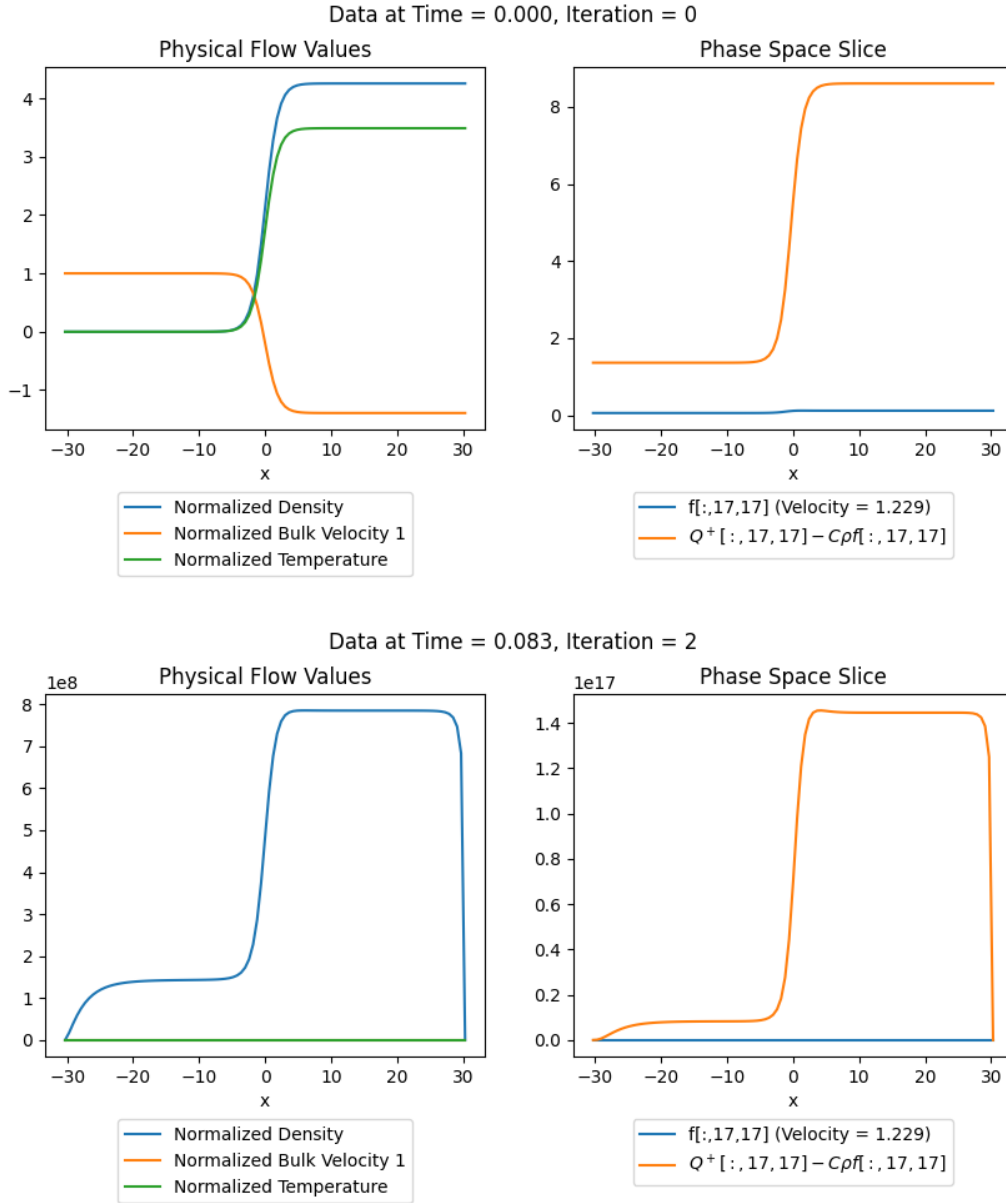 Data at Time = 0.000, Iteration = 0
Physical Flow Values
4
3
2
1
0
−1
−30
−20
−10
0
10
20
30
x
Normalized Density
Normalized Bulk Velocity 1
Normalized Temperature
Phase Space Slice
8
6
4
2
0
−30
−20
−10
0
10
20
30
x
f[:,17,17] (Velocity = 1.229)
Q⁺[:, 17, 17] − Cρf[:, 17, 17]
Data at Time = 0.083, Iteration = 2
Physical Flow Values
1e8
8
7
6
5
4
3
2
1
0
−30
−20
−10
0
10
20
30
x
Normalized Density
Normalized Bulk Velocity 1
Normalized Temperature
Phase Space Slice
1e17
1.4
1.2
1.0
0.8
0.6
0.4
0.2
0.0
−30
−20
−10
0
10
20
30
x
f[:,17,17] (Velocity = 1.229)
Q⁺[:, 17, 17] − Cρf[:, 17, 17]